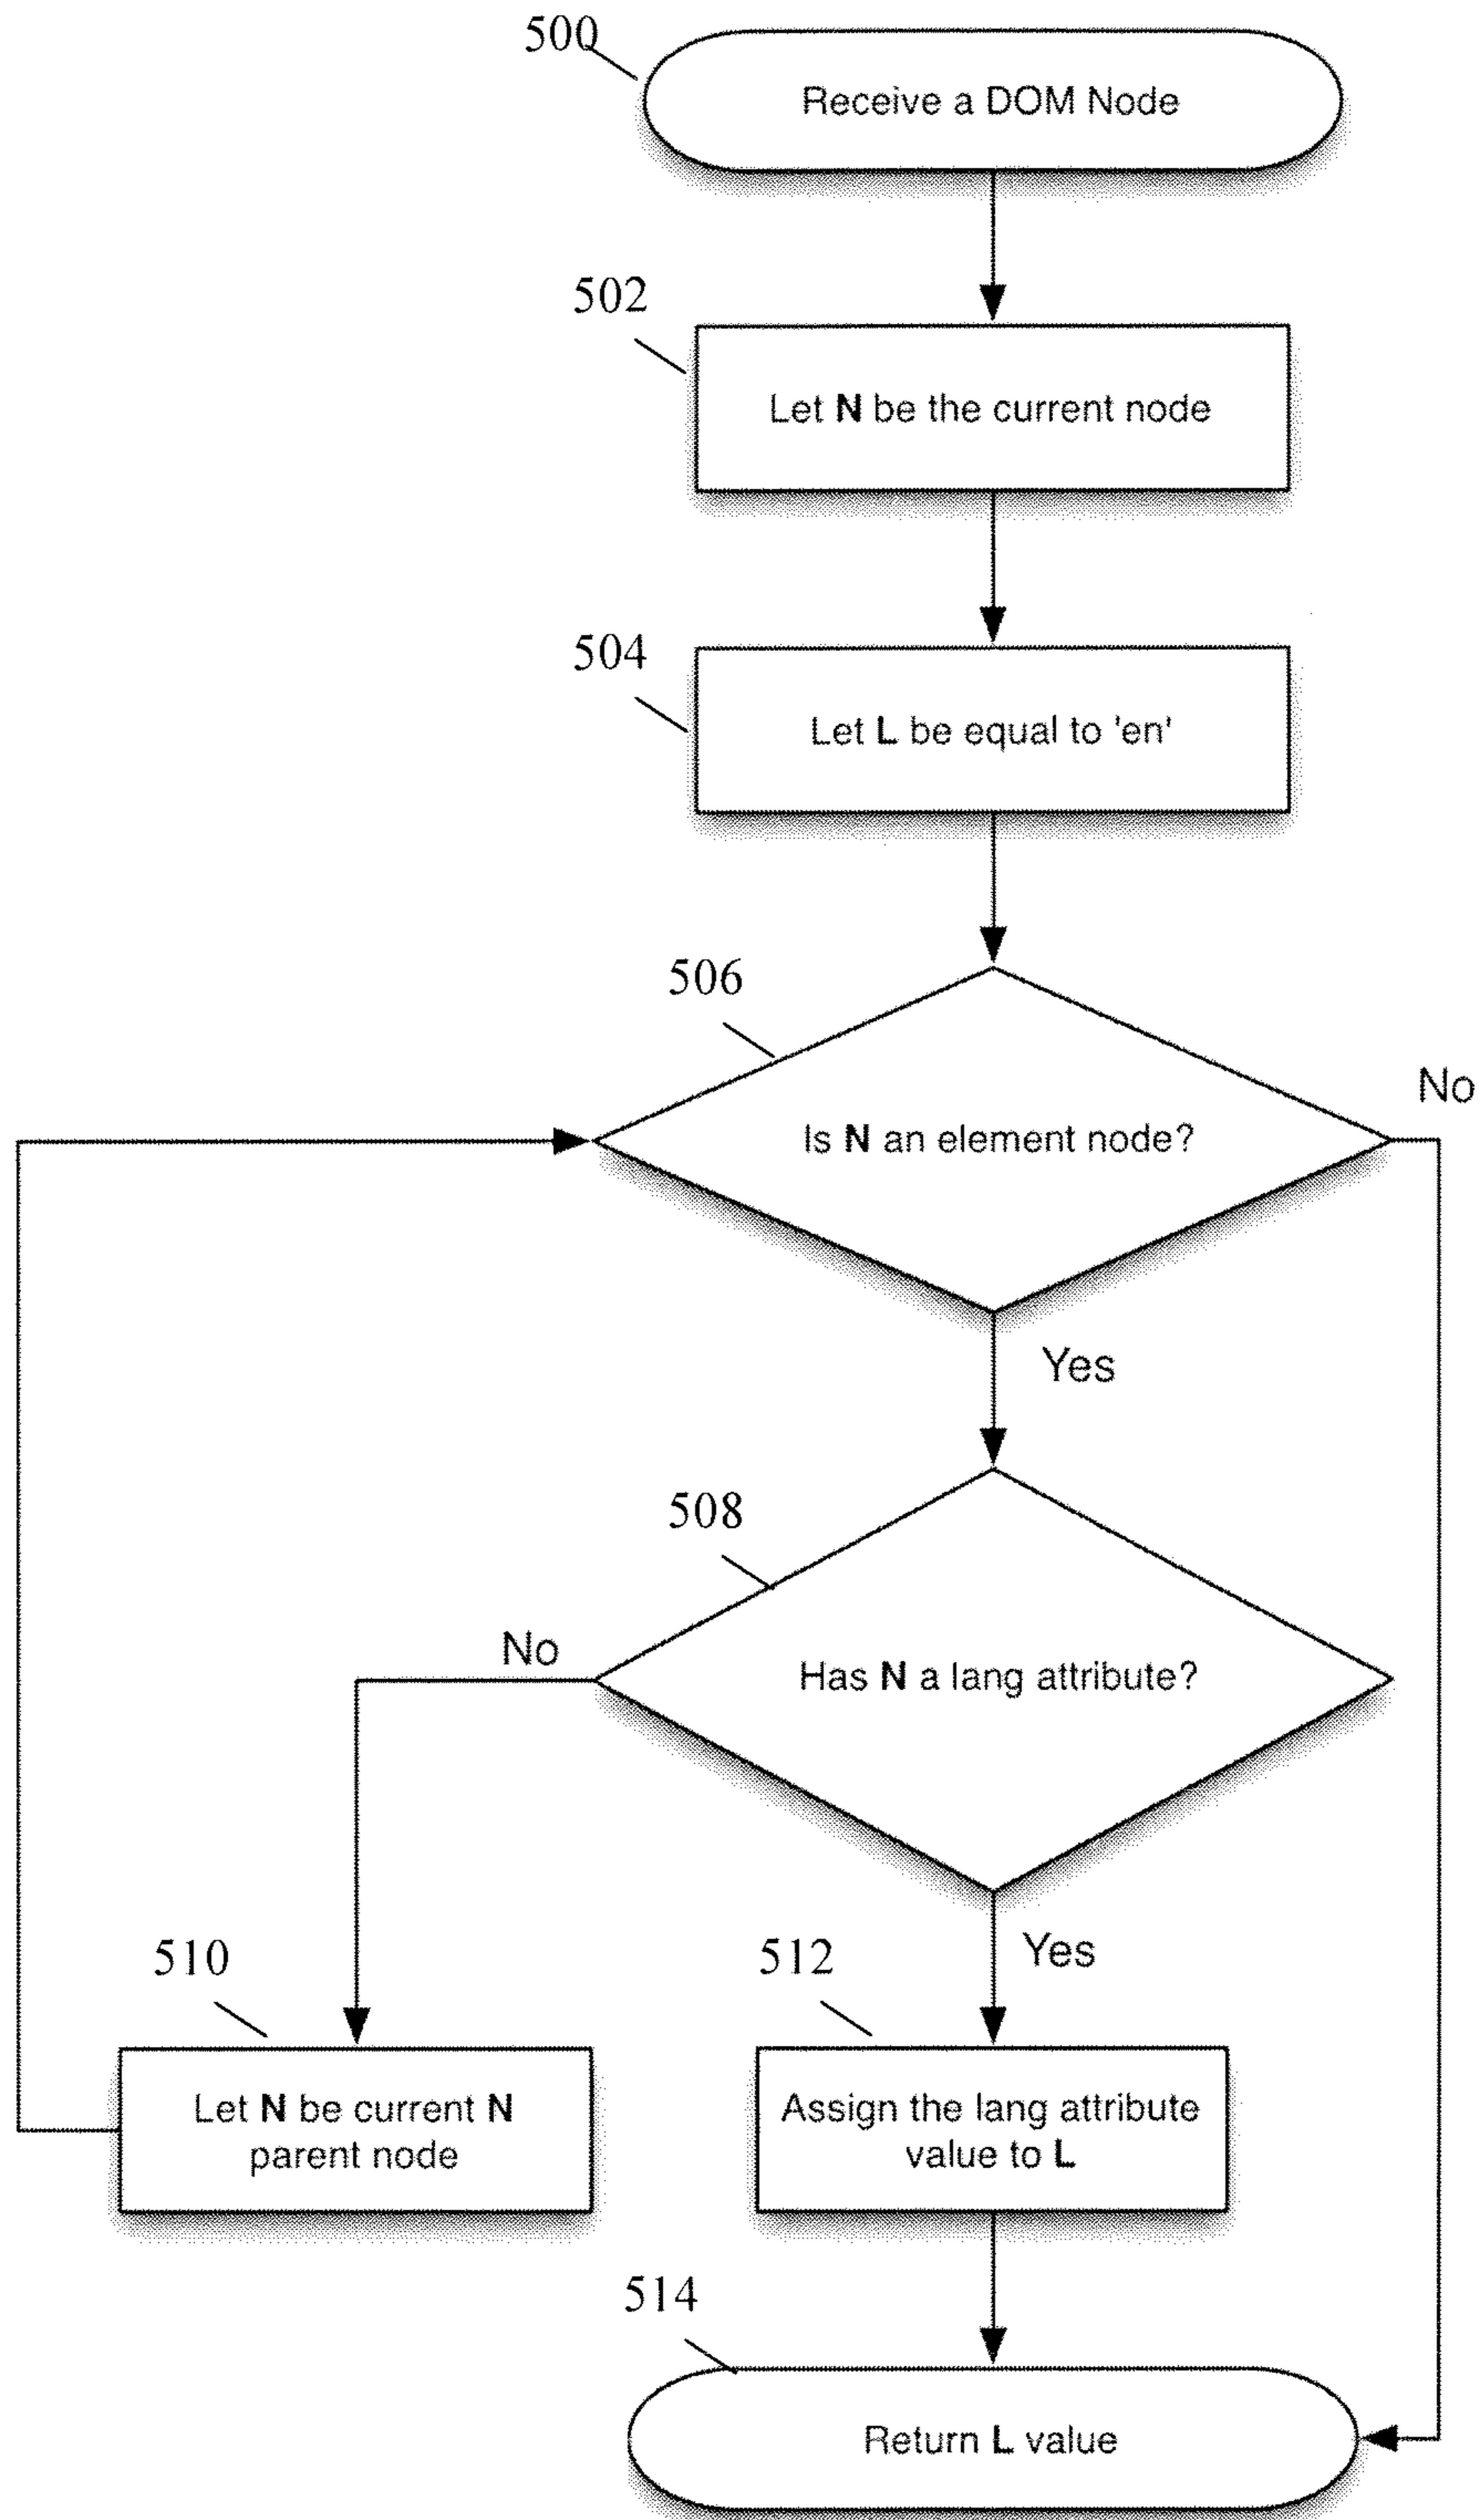 500
Receive a DOM Node
502
Let N be the current node
504
Let L be equal to 'en'
506
No
Is N an element node?
Yes
508
No
Has N a lang attribute?
510
512
Yes
Let N be current N
parent node
Assign the lang attribute
value to L
514
Return L value